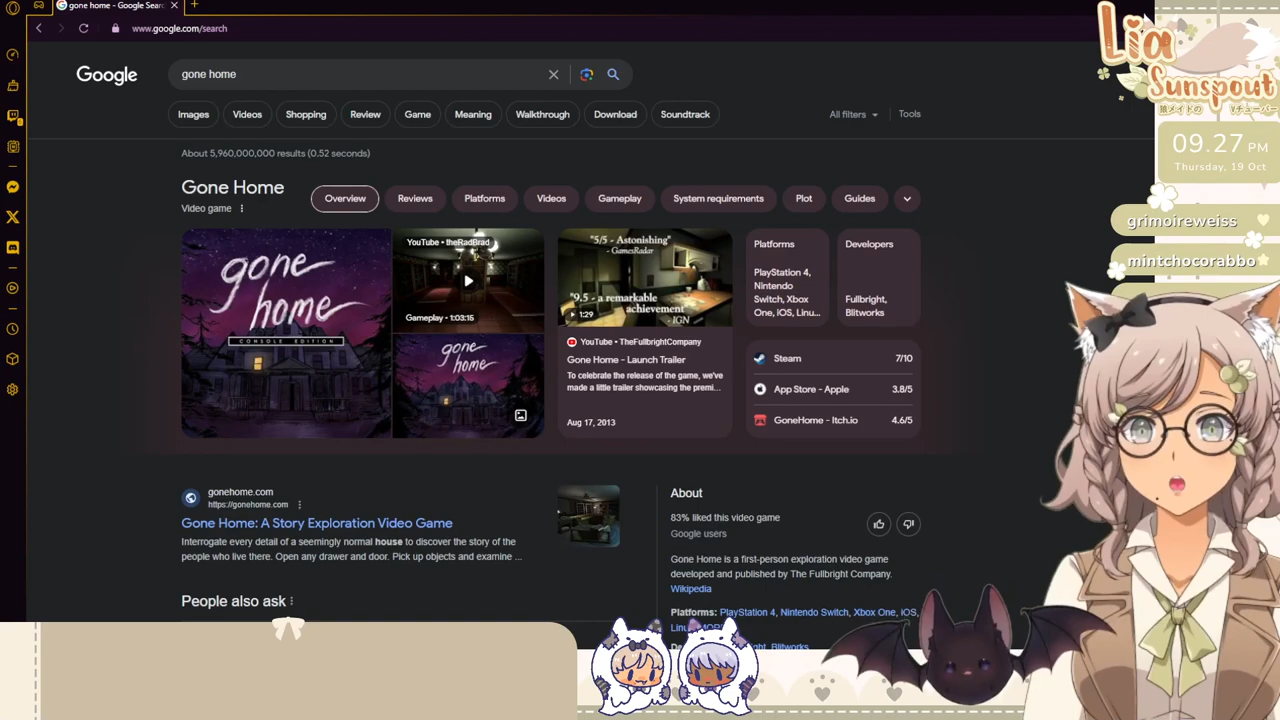 gone home - Google Sear
www.google.com/search
Google
gone home
Images
Videos
Shopping
Review
Game
Meaning
Walkthrough
Download
Soundtrack
All filters
Tools
About 5,960,000,000 results (0.52 seconds)
Gone Home
Video game
Overview
Reviews
Platforms
Videos
Gameplay
System requirements
Plot
Guides
gone
home
CONSOLE EDITION
YouTube • theRadBrad
Gameplay - 1:03:15
gone
home
"5/5 - Astonishing"
- GamesRadar
"9.5 - a remarkable
achievement"
- IGN
1:29
YouTube • TheFullbrightCompany
Gone Home - Launch Trailer
To celebrate the release of the game, we've
made a little trailer showcasing the premi...
Aug 17, 2013
Platforms
PlayStation 4,
Nintendo
Switch, Xbox
One, iOS, Linu...
Developers
Fullbright,
Blitworks
Steam
7/10
App Store - Apple
3.8/5
GoneHome - Itch.io
4.6/5
gonehome.com
https://gonehome.com
Gone Home: A Story Exploration Video Game
Interrogate every detail of a seemingly normal house to discover the story of the
people who live there. Open any drawer and door. Pick up objects and examine ...
People also ask
About
83% liked this video game
Google users
Gone Home is a first-person exploration video game
developed and published by The Fullbright Company.
Wikipedia
Platforms: PlayStation 4, Nintendo Switch, Xbox One, iOS,
Blitworks
Lia
Sunspout
Vチューバー
09.27 PM
Thursday, 19 Oct
grimoireweiss
mintchocorabbo